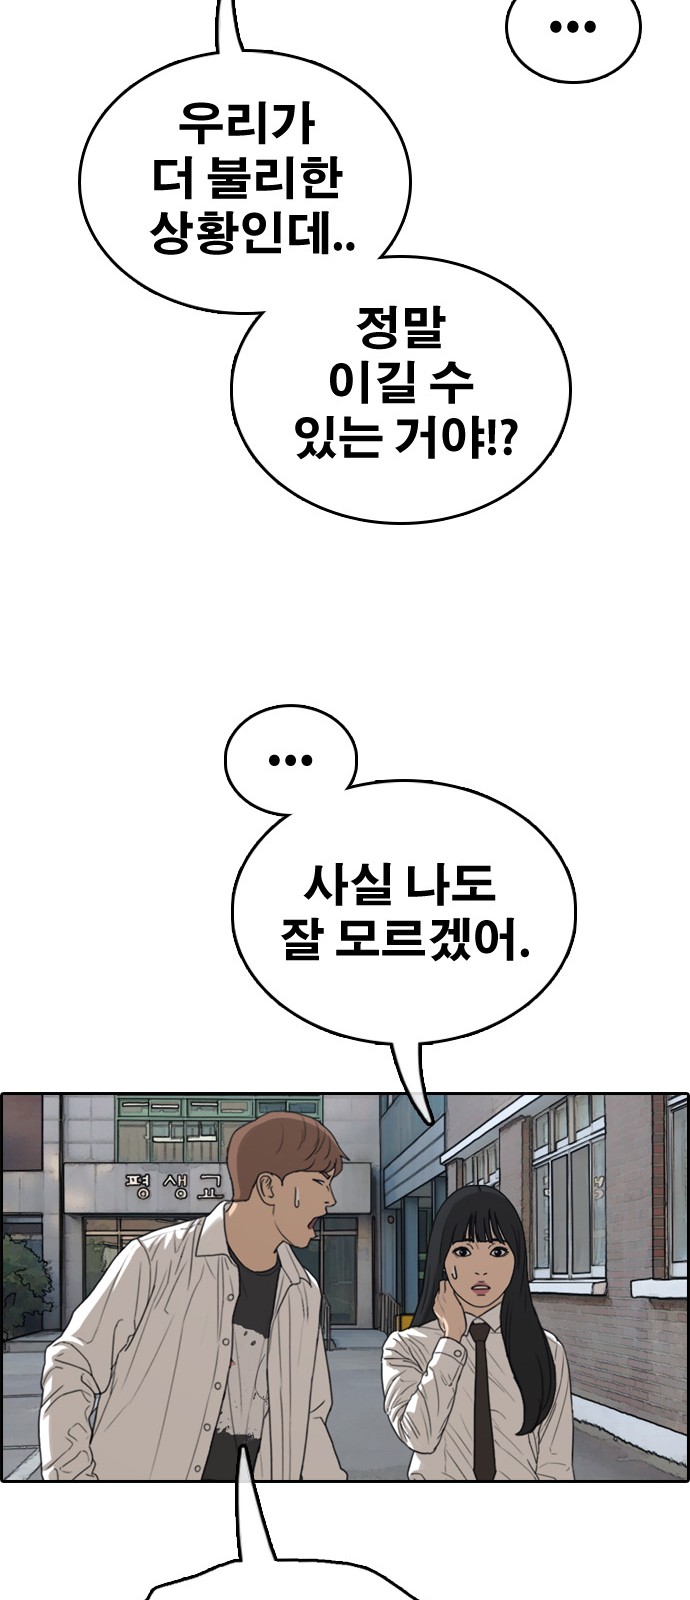 •••
우리가
더 불리한
상황인데..
정말
이길 수
있는 거야!?
•••
사실 나도
잘 모르겠어.
평생교